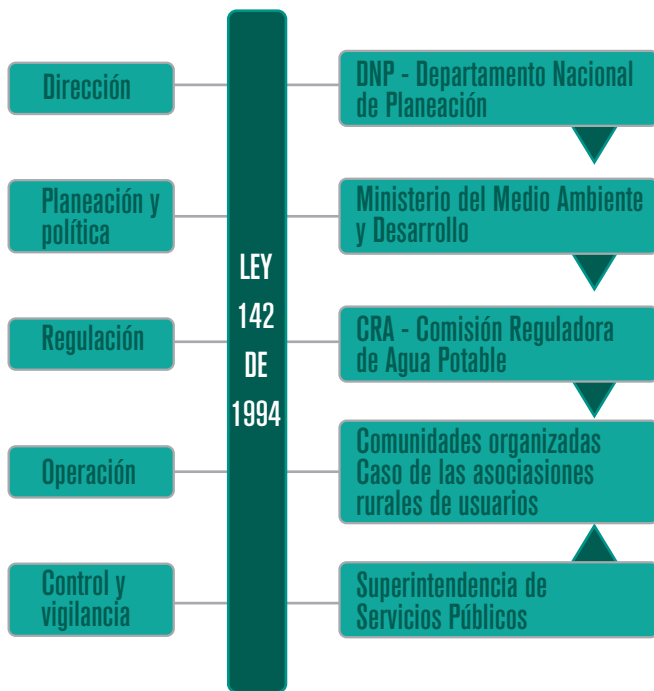 Dirección
DNP - Departamento Nacional
de Planeación
Planeación y
política
Ministerio del Medio Ambiente
y Desarrollo
LEY
142
DE
1994
Regulación
CRA - Comisión Reguladora
de Agua Potable
Operación
Comunidades organizadas
Caso de las asociasiones
rurales de usuarios
Control y
vigilancia
Superintendencia de
Servicios Públicos